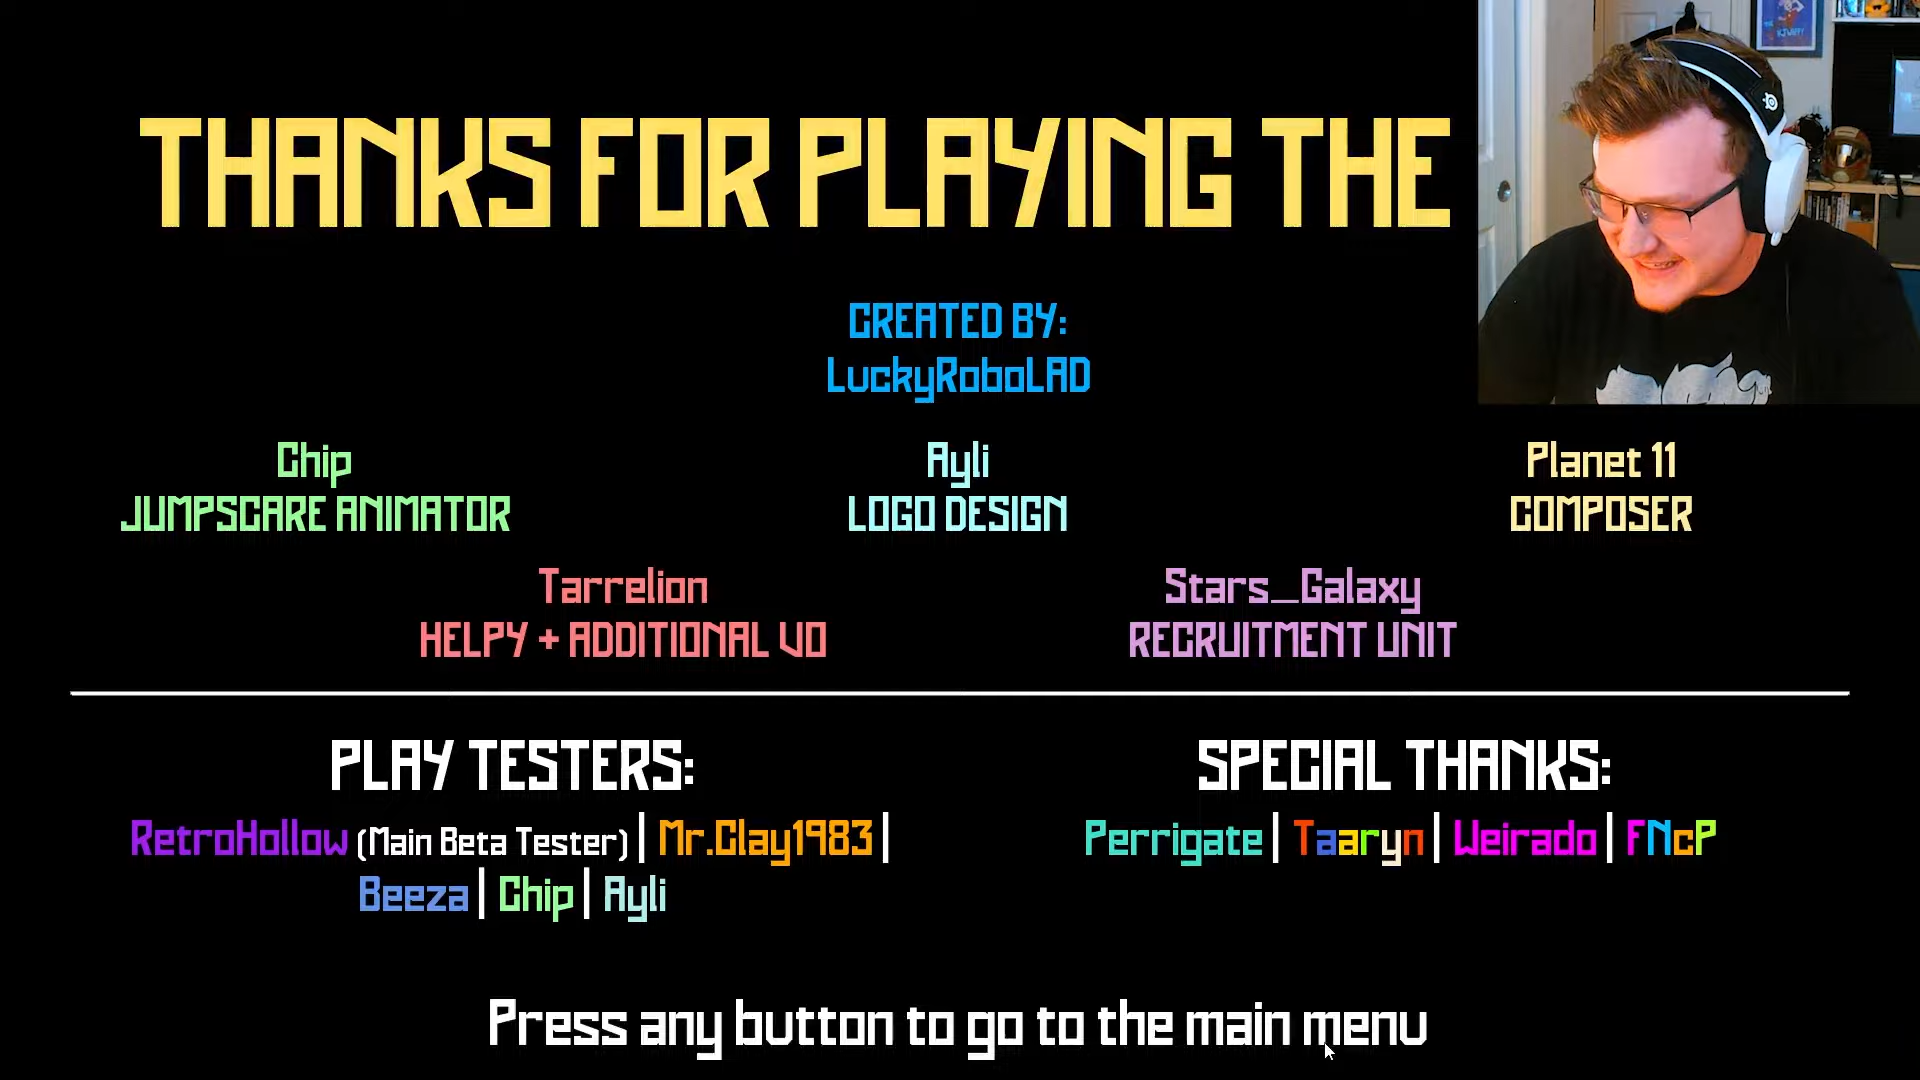 THANKS FOR PLAYING THE
CREATED BY:
LuckyRoboLAD
Chip
JUMPSCARE ANIMATOR
Ayli
LOGO DESIGN
Planet 11
COMPOSER
Tarrelion
HELPY + ADDITIONAL VO
Stars_Galaxy
RECRUITMENT UNIT
PLAY TESTERS:
RetroHollow (Main Beta Tester) | Mr.Clay1983 |
Beeza | Chip | Ayli
SPECIAL THANKS:
Perrigate | Taaryn | Weirado | FNcP
Press any button to go to the main menu